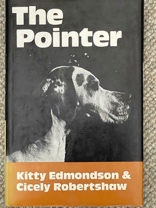 The
Pointer
Kitty Edmondson &
Cicely Robertshaw